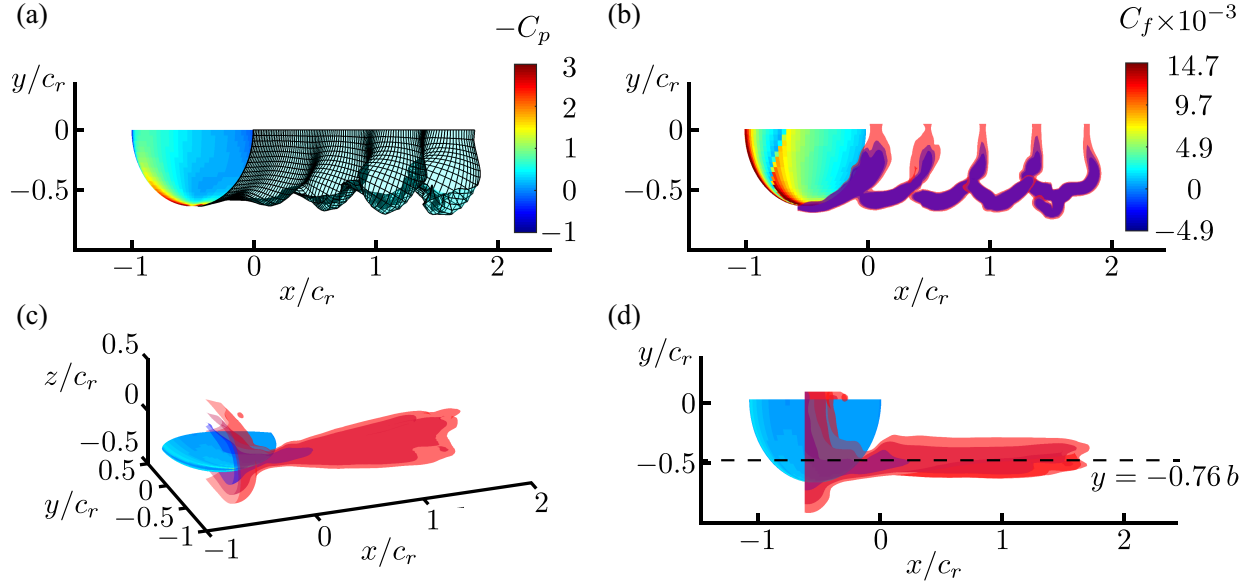 (a)
−C_p
y/c_r
3
2
1
0
−1
0
−0.5
−1 0 1 2
x/c_r
(b)
C_f×10^{−3}
y/c_r
14.7
9.7
4.9
0
−4.9
0
−0.5
−1 0 1 2
x/c_r
(c)
0.5
z/c_r
0
−0.5
0.5
0
y/c_r
−0.5
−1
−1 0 1 2
x/c_r
(d)
y/c_r
0
−0.5
y = −0.76 b
−1 0 1 2
x/c_r